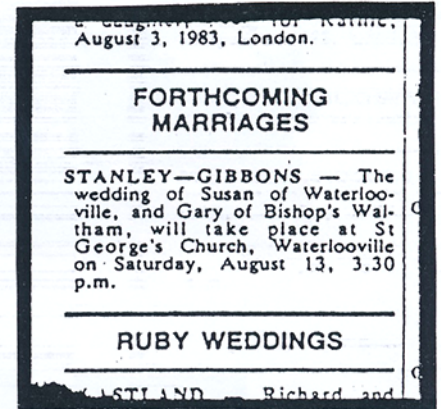 August 3, 1983, London.
FORTHCOMING
MARRIAGES
STANLEY—GIBBONS — The
wedding of Susan of Waterloo-
ville, and Gary of Bishop's Wal-
tham, will take place at St
George's Church, Waterlooville
on Saturday, August 13, 3.30
p.m.
RUBY WEDDINGS
Richard and